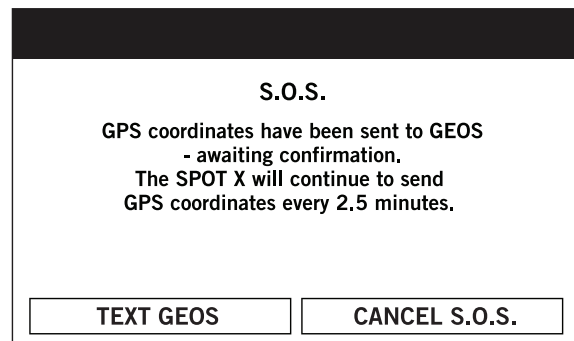 S.O.S.
GPS coordinates have been sent to GEOS
- awaiting confirmation.
The SPOT X will continue to send
GPS coordinates every 2.5 minutes.
TEXT GEOS
CANCEL S.O.S.